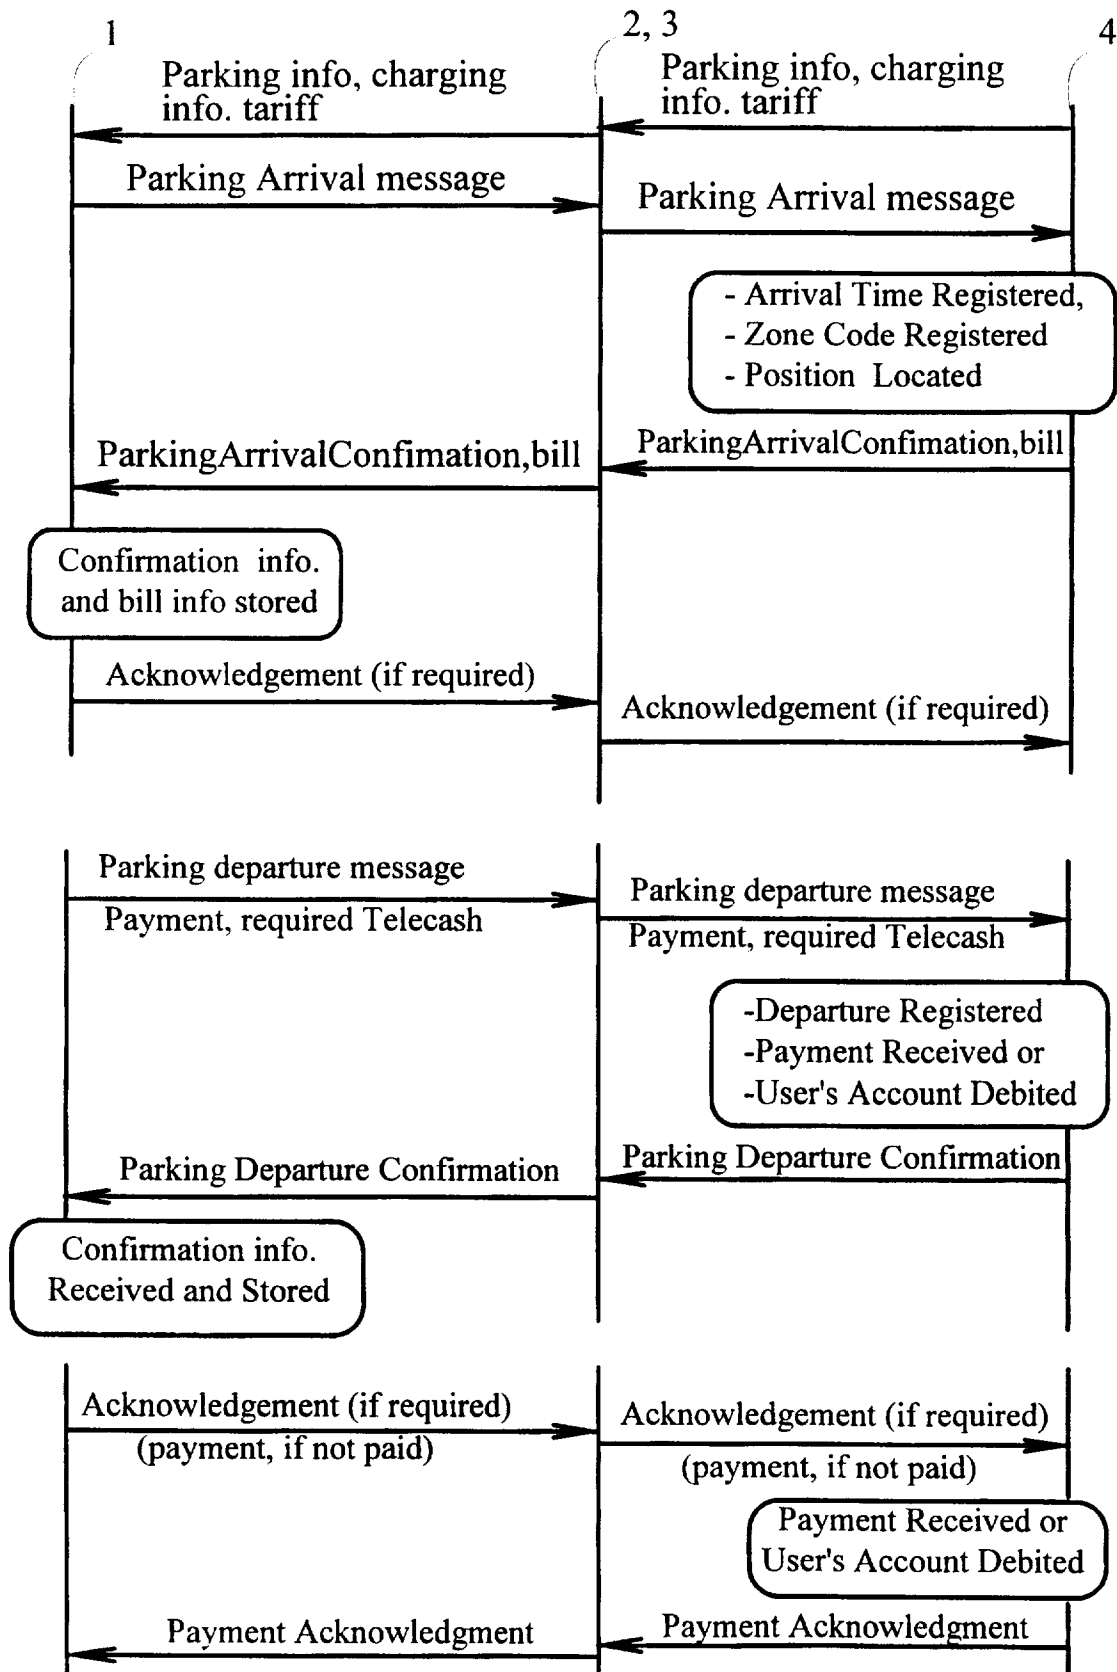 1
2, 3
4
Parking info, charging
info. tariff
Parking info, charging
info. tariff
Parking Arrival message
Parking Arrival message
- Arrival Time Registered,
- Zone Code Registered
- Position Located
ParkingArrivalConfimation,bill
ParkingArrivalConfimation,bill
Confirmation info.
and bill info stored
Acknowledgement (if required)
Acknowledgement (if required)
Parking departure message
Payment, required Telecash
Parking departure message
Payment, required Telecash
-Departure Registered
-Payment Received or
-User's Account Debited
Parking Departure Confirmation
Parking Departure Confirmation
Confirmation info.
Received and Stored
Acknowledgement (if required)
(payment, if not paid)
Acknowledgement (if required)
(payment, if not paid)
Payment Received or
User's Account Debited
Payment Acknowledgment
Payment Acknowledgment